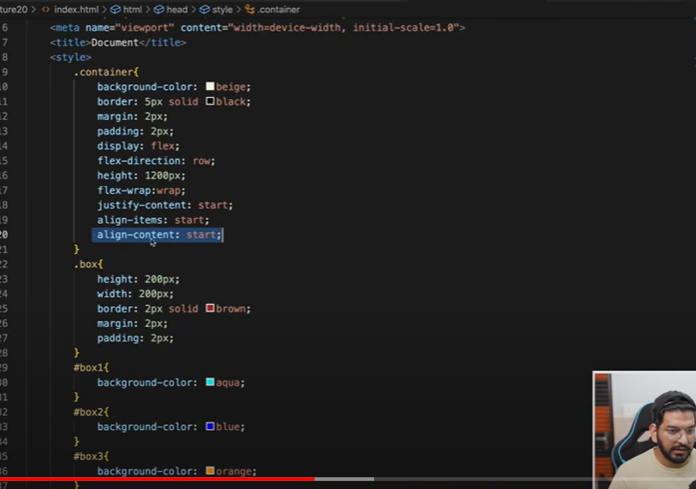 ture20 > <> index.html > html > head > style > .container
6 <meta name="viewport" content="width=device-width, initial-scale=1.0">
7 <title>Document</title>
8 <style>
9 .container{
10 background-color: beige;
11 border: 5px solid black;
12 margin: 2px;
13 padding: 2px;
14 display: flex;
15 flex-direction: row;
16 height: 1200px;
17 flex-wrap:wrap;
18 justify-content: start;
19 align-items: start;
20 align-content: start;
21 }
22 .box{
23 height: 200px;
24 width: 200px;
25 border: 2px solid brown;
26 margin: 2px;
27 padding: 2px;
28 }
29 #box1{
30 background-color: aqua;
31 }
32 #box2{
33 background-color: blue;
34 }
35 #box3{
36 background-color: orange;
37 }